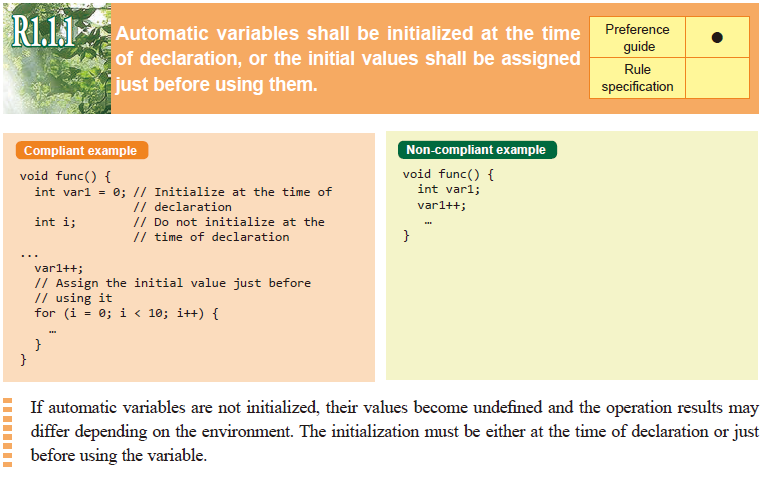 R1.1.1
Automatic variables shall be initialized at the time
of declaration, or the initial values shall be assigned
just before using them.
Preference
guide
●
Rule
specification
Compliant example
void func() {
  int var1 = 0; // Initialize at the time of
                // declaration
  int i;        // Do not initialize at the
                // time of declaration
...
  var1++;
  // Assign the initial value just before
  // using it
  for (i = 0; i < 10; i++) {
    …
  }
}
Non-compliant example
void func() {
  int var1;
  var1++;
   …
}
If automatic variables are not initialized, their values become undefined and the operation results may
differ depending on the environment. The initialization must be either at the time of declaration or just
before using the variable.